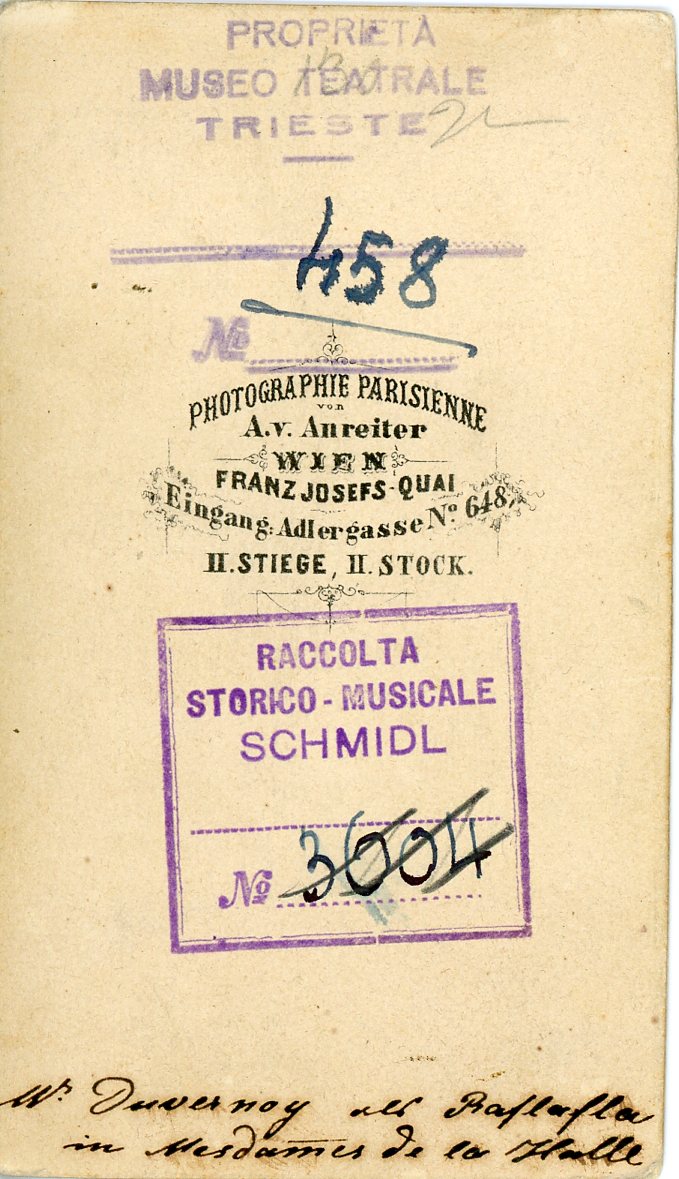 PROPRIETÀ
MUSEO TEATRALE
TRIESTE
458
No
PHOTOGRAPHIE PARISIENNE
von
A.v. Anreiter
WIEN
FRANZ JOSEFS-QUAI
Eingang: Adlergasse No. 648,
II. STIEGE, II. STOCK.
RACCOLTA
STORICO-MUSICALE
SCHMIDL
No 3004
Mr Duvernoy als Raflafla
in Mesdames de la Halle